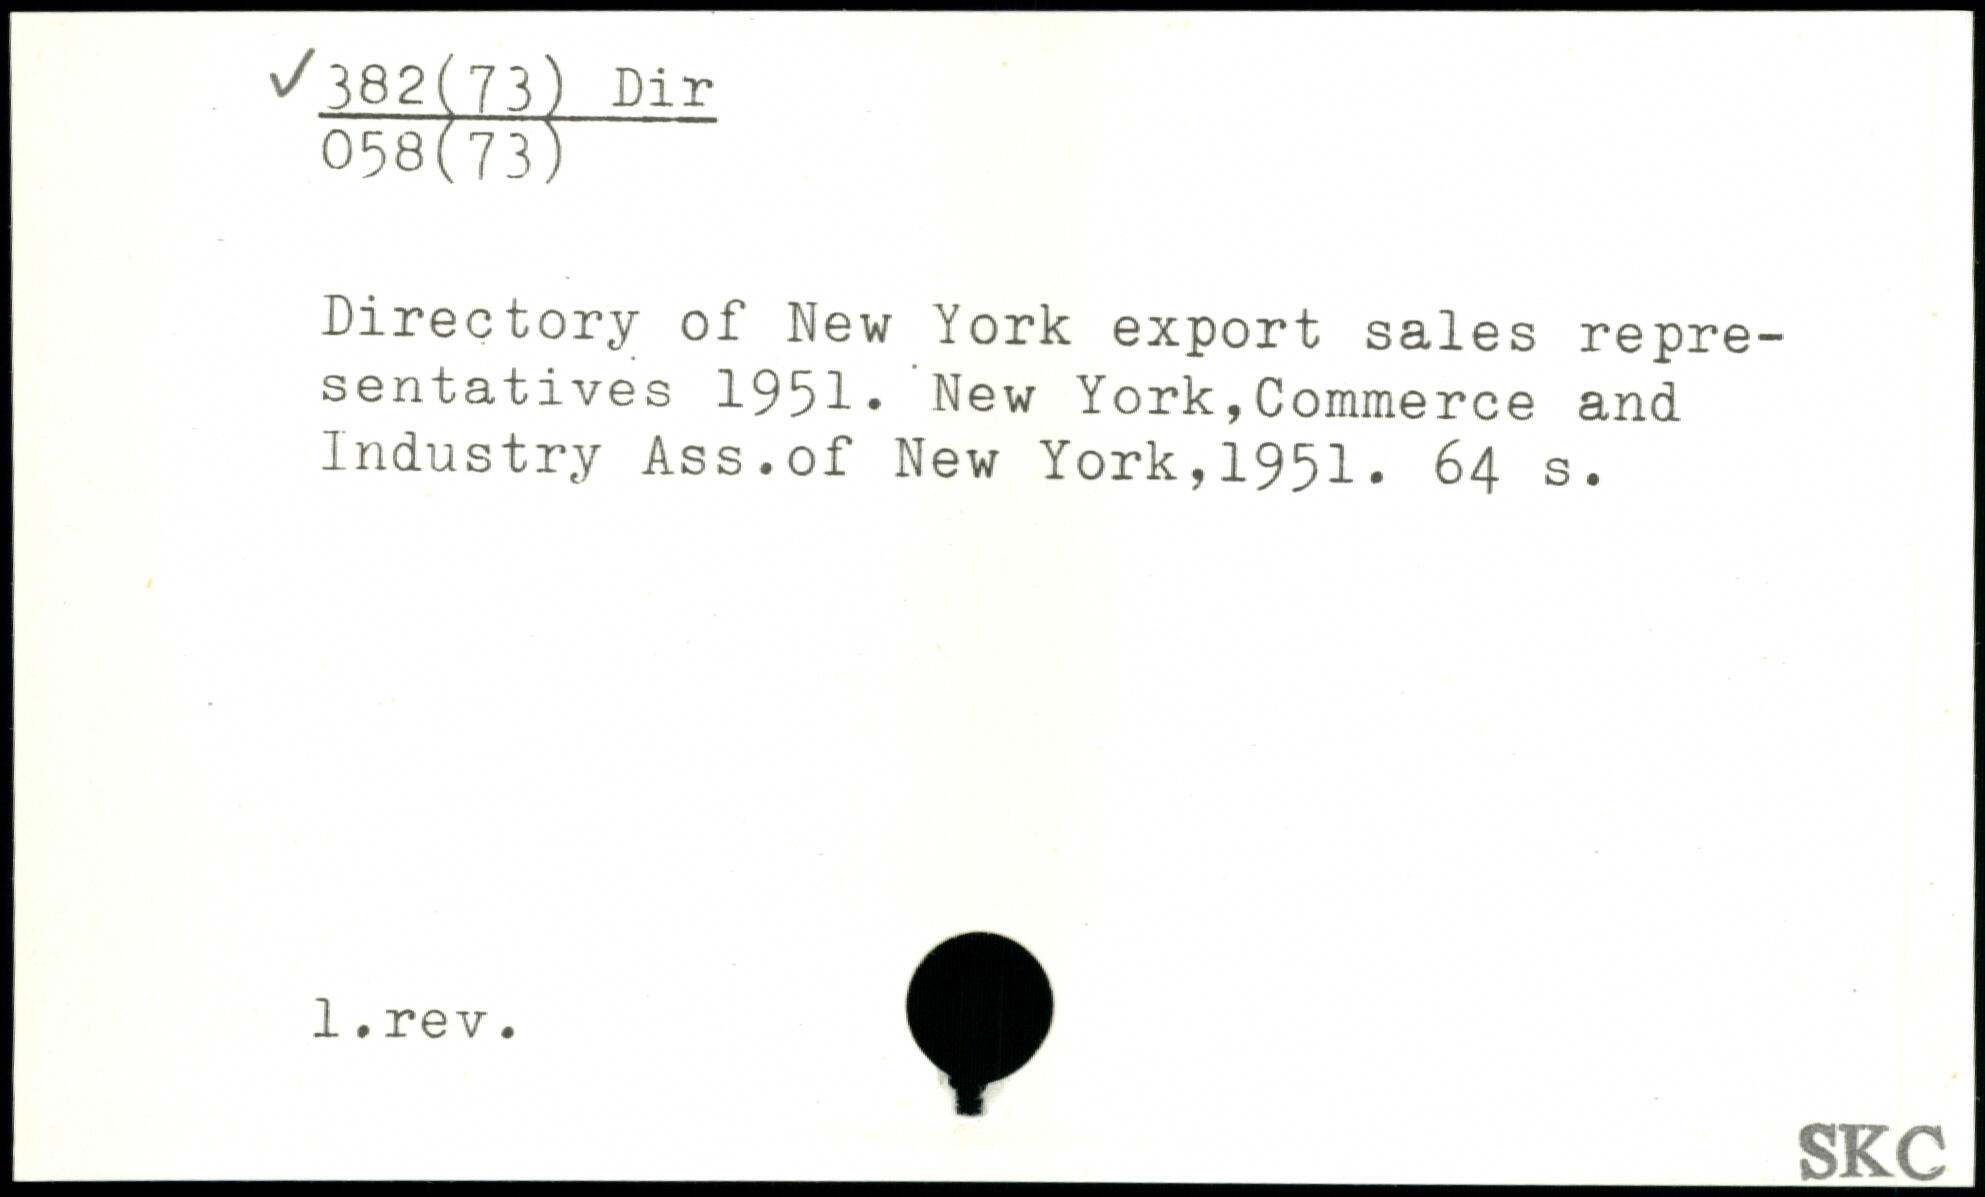 ✓382(73) Dir
058(73)
Directory of New York export sales repre-
sentatives 1951. New York,Commerce and
Industry Ass.of New York,1951. 64 s.
1.rev.
SKC